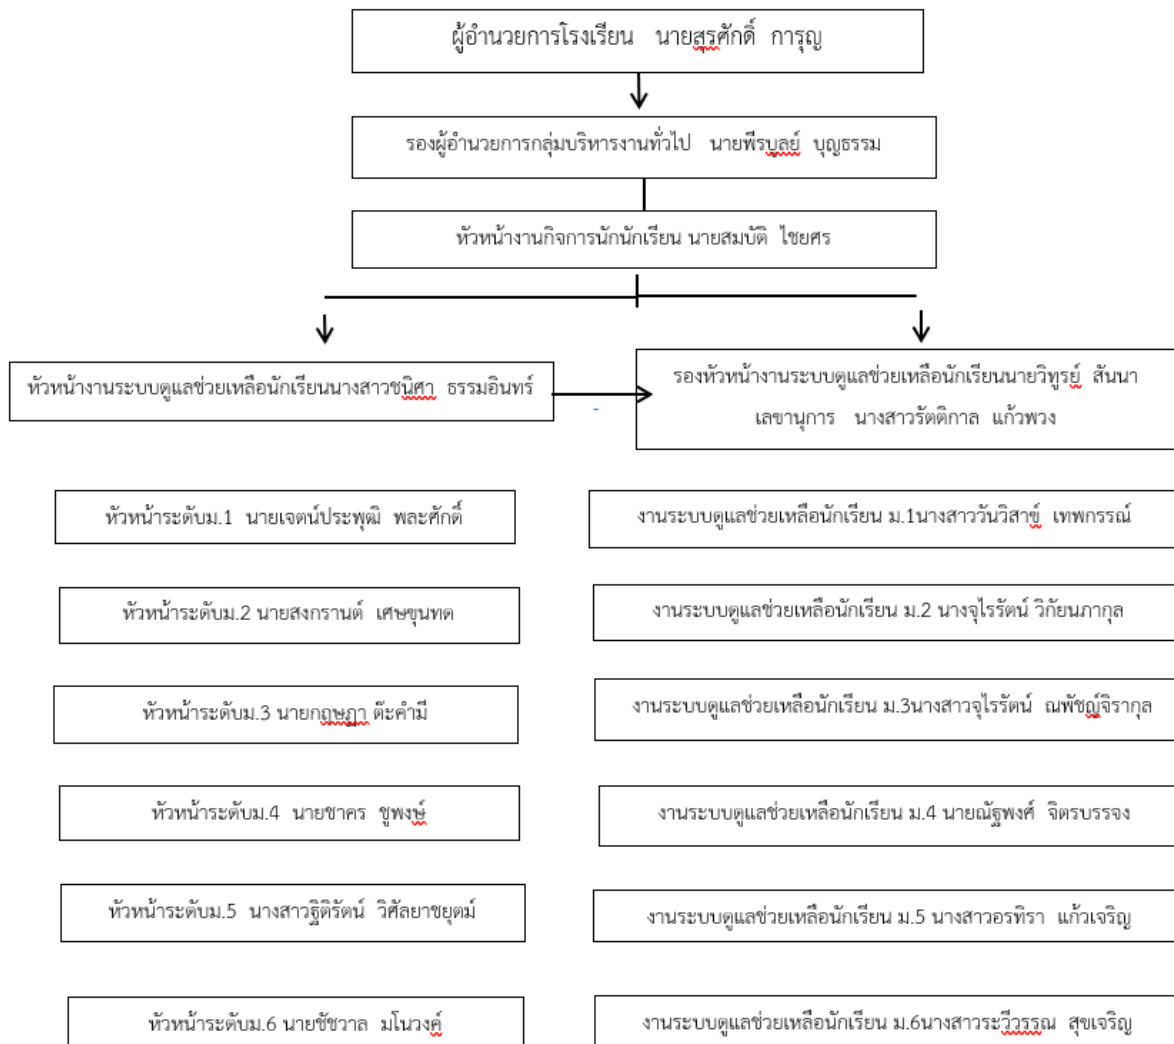 ผู้อำนวยการโรงเรียน นายสุรศักดิ์ การุญ
รองผู้อำนวยการกลุ่มบริหารงานทั่วไป นายพีรบูลย์ บุญธรรม
หัวหน้างานกิจการนักนักเรียน นายสมบัติ ไชยศร
หัวหน้างานระบบดูแลช่วยเหลือนักเรียนนางสาวชนิศา ธรรมอินทร์
รองหัวหน้างานระบบดูแลช่วยเหลือนักเรียนนายวิทูรย์ สันนา
เลขานุการ นางสาวรัตติกาล แก้วพวง
หัวหน้าระดับม.1 นายเจตน์ประพุฒิ พละศักดิ์
งานระบบดูแลช่วยเหลือนักเรียน ม.1นางสาววันวิสาข์ู เทพกรรณ์
หัวหน้าระดับม.2 นายสงกรานต์ เศษขุนทด
งานระบบดูแลช่วยเหลือนักเรียน ม.2 นางจุไรรัตน์ วิกัยนภากุล
หัวหน้าระดับม.3 นายกฤษฎา ต๊ะคำมี
งานระบบดูแลช่วยเหลือนักเรียน ม.3นางสาวจุไรรัตน์ ณพัชญ์จิรากุล
หัวหน้าระดับม.4 นายชาคร ชูพงษ์
งานระบบดูแลช่วยเหลือนักเรียน ม.4 นายณัฐพงศ์ จิตรบรรจง
หัวหน้าระดับม.5 นางสาวฐิติรัตน์ วิศัลยาชยุตม์
งานระบบดูแลช่วยเหลือนักเรียน ม.5 นางสาวอรทิรา แก้วเจริญ
หัวหน้าระดับม.6 นายชัชวาล มโนวงค์
งานระบบดูแลช่วยเหลือนักเรียน ม.6นางสาวระวีวรรณ สุขเจริญ